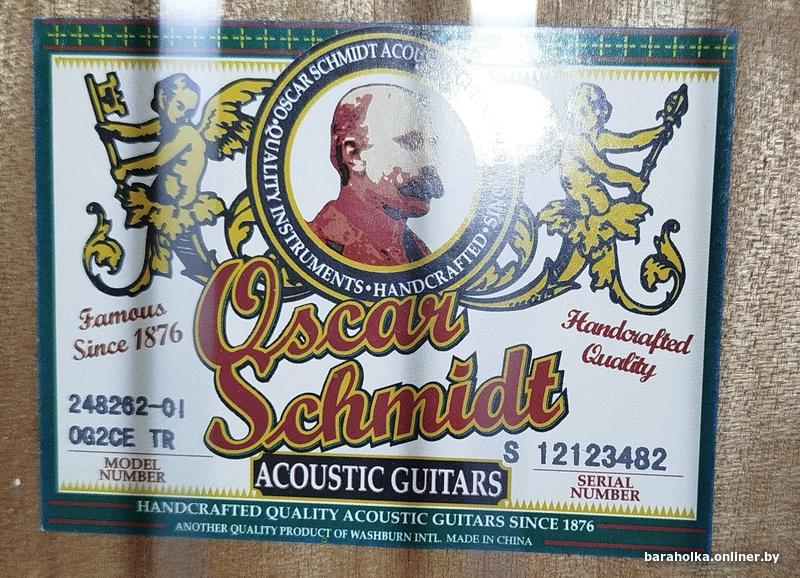 OSCAR SCHMIDT ACOU
QUALITY INSTRUMENTS • HANDCRAFTED •
Famous
Since 1876
Oscar
Schmidt
Handcrafted
Quality
248262-01
OG2CE TR
MODEL
NUMBER
ACOUSTIC GUITARS
S 12123482
SERIAL
NUMBER
HANDCRAFTED QUALITY ACOUSTIC GUITARS SINCE 1876
ANOTHER QUALITY PRODUCT OF WASHBURN INTL. MADE IN CHINA
baraholka.onliner.by